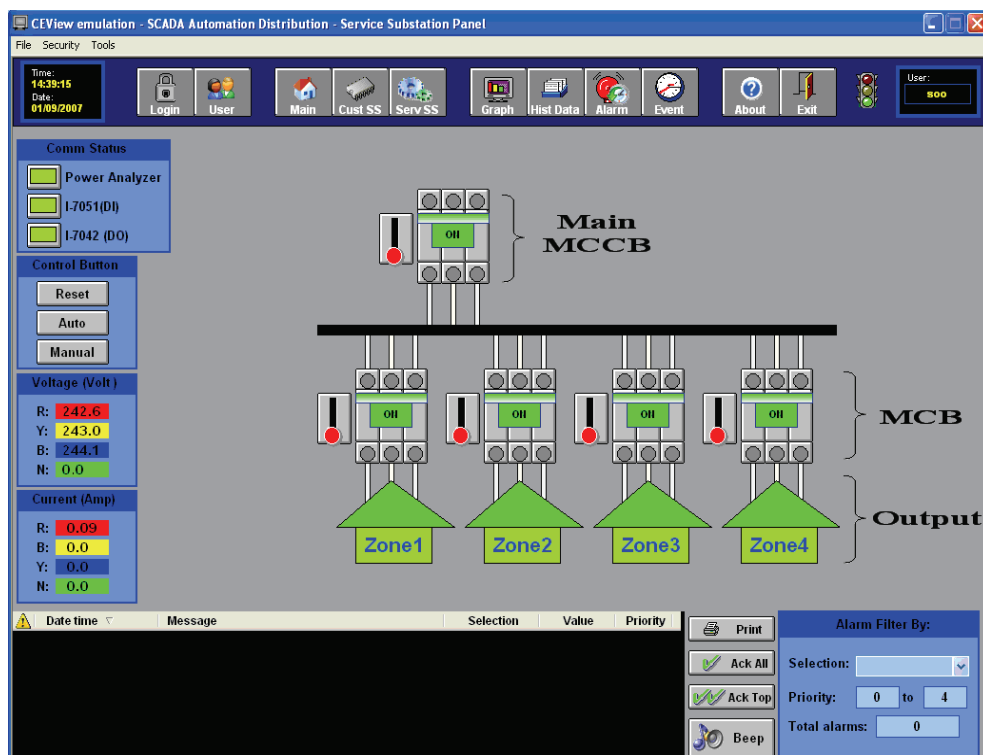 CEView emulation - SCADA Automation Distribution - Service Substation Panel
File Security Tools
Time:
14:39:15
Date:
01/09/2007
Login
User
Main
Cust SS
Serv SS
Graph
Hist Data
Alarm
Event
About
Exit
User:
soo
Comm Status
Power Analyzer
I-7051(DI)
I-7042 (DO)
Control Button
Reset
Auto
Manual
Voltage (Volt)
R: 242.6
Y: 243.0
B: 244.1
N: 0.0
Current (Amp)
R: 0.09
B: 0.0
Y: 0.0
N: 0.0
ON
Main
MCCB
ON
ON
ON
ON
MCB
Zone1
Zone2
Zone3
Zone4
Output
Date time Message Selection Value Priority
Print
Ack All
Ack Top
Beep
Alarm Filter By:
Selection:
Priority: 0 to 4
Total alarms: 0